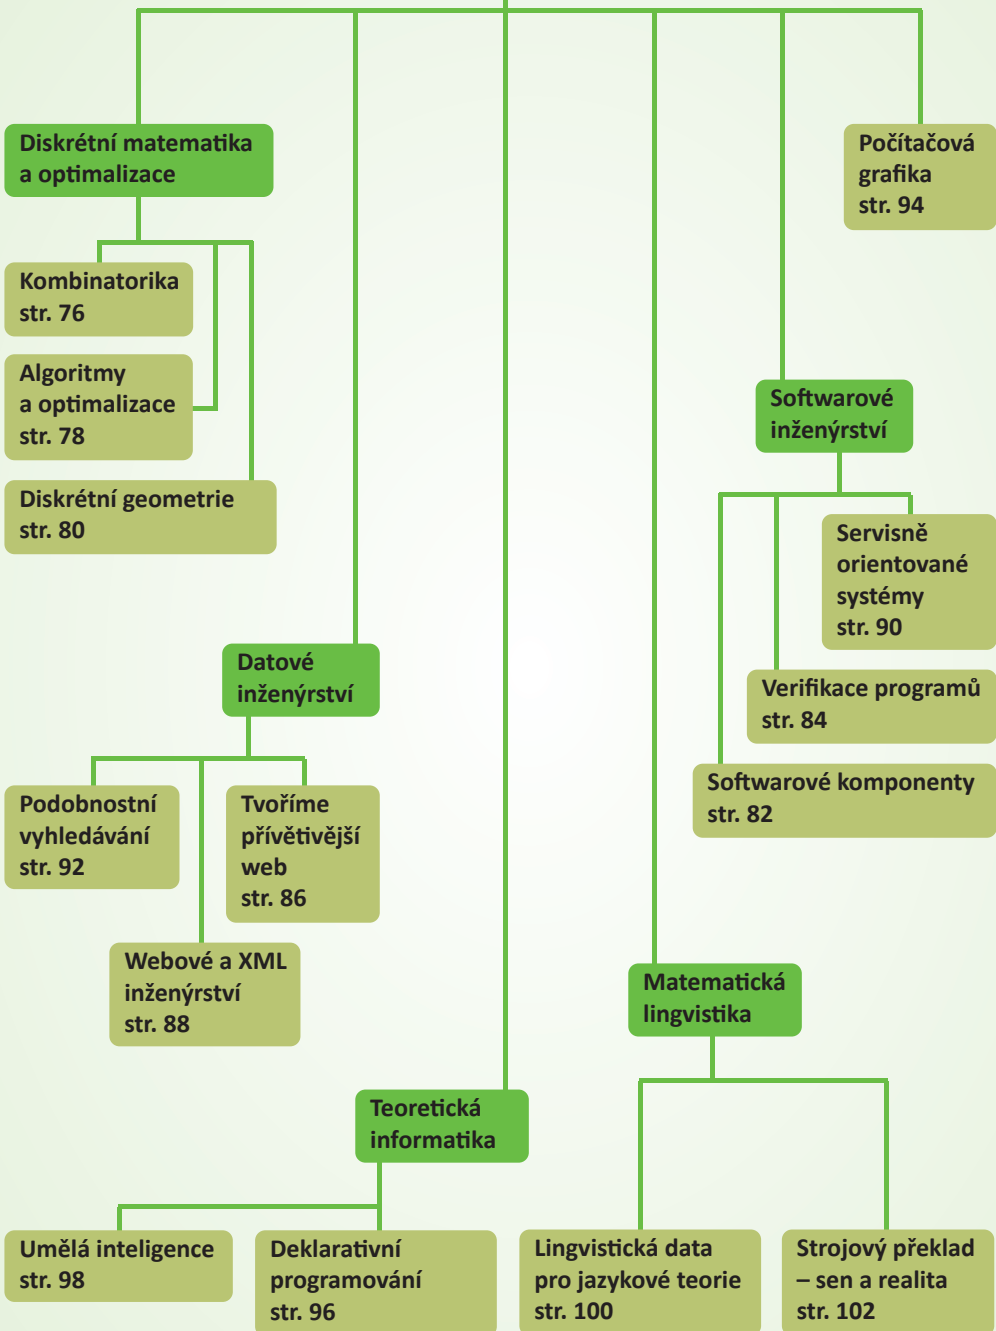 Diskrétní matematika
a optimalizace
Kombinatorika
str. 76
Algoritmy
a optimalizace
str. 78
Diskrétní geometrie
str. 80
Datové
inženýrství
Podobnostní
vyhledávání
str. 92
Tvoříme
přívětivější
web
str. 86
Webové a XML
inženýrství
str. 88
Teoretická
informatika
Umělá inteligence
str. 98
Deklarativní
programování
str. 96
Matematická
lingvistika
Lingvistická data
pro jazykové teorie
str. 100
Strojový překlad
– sen a realita
str. 102
Softwarové
inženýrství
Servisně
orientované
systémy
str. 90
Verifikace programů
str. 84
Softwarové komponenty
str. 82
Počítačová
grafika
str. 94